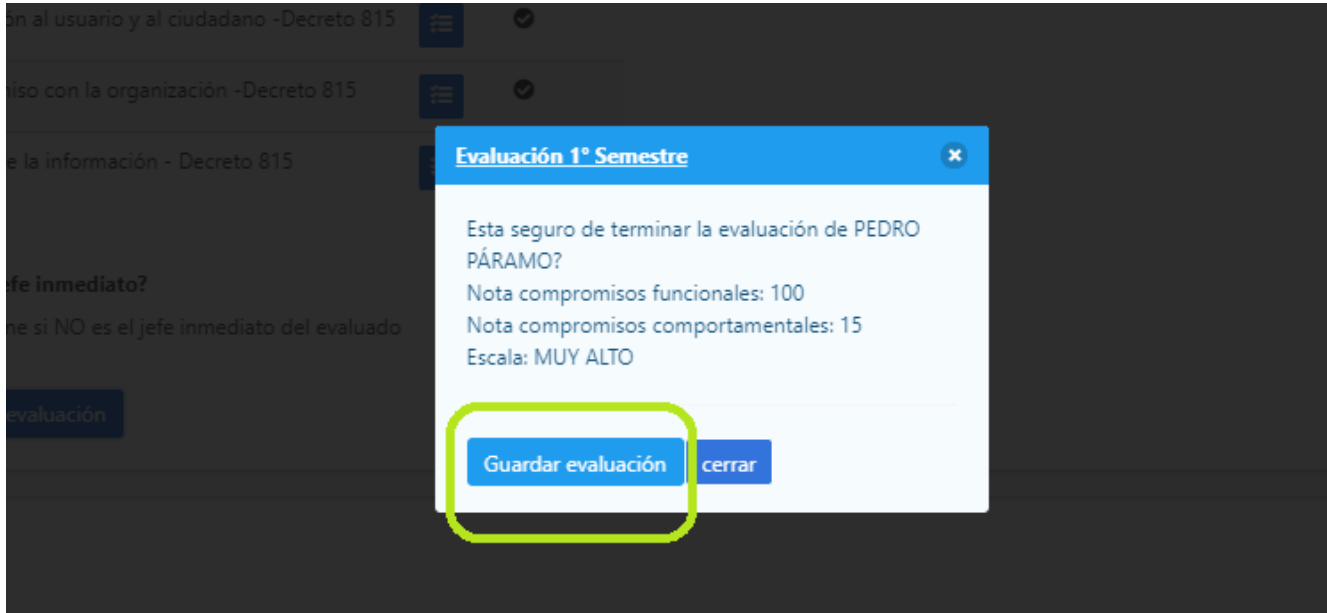 ón al usuario y al ciudadano -Decreto 815
niso con la organización -Decreto 815
e la información - Decreto 815
Evaluación 1° Semestre
Esta seguro de terminar la evaluación de PEDRO
PÁRAMO?
Nota compromisos funcionales: 100
Nota compromisos comportamentales: 15
Escala: MUY ALTO
efe inmediato?
me si NO es el jefe inmediato del evaluado
evaluación
Guardar evaluación
cerrar